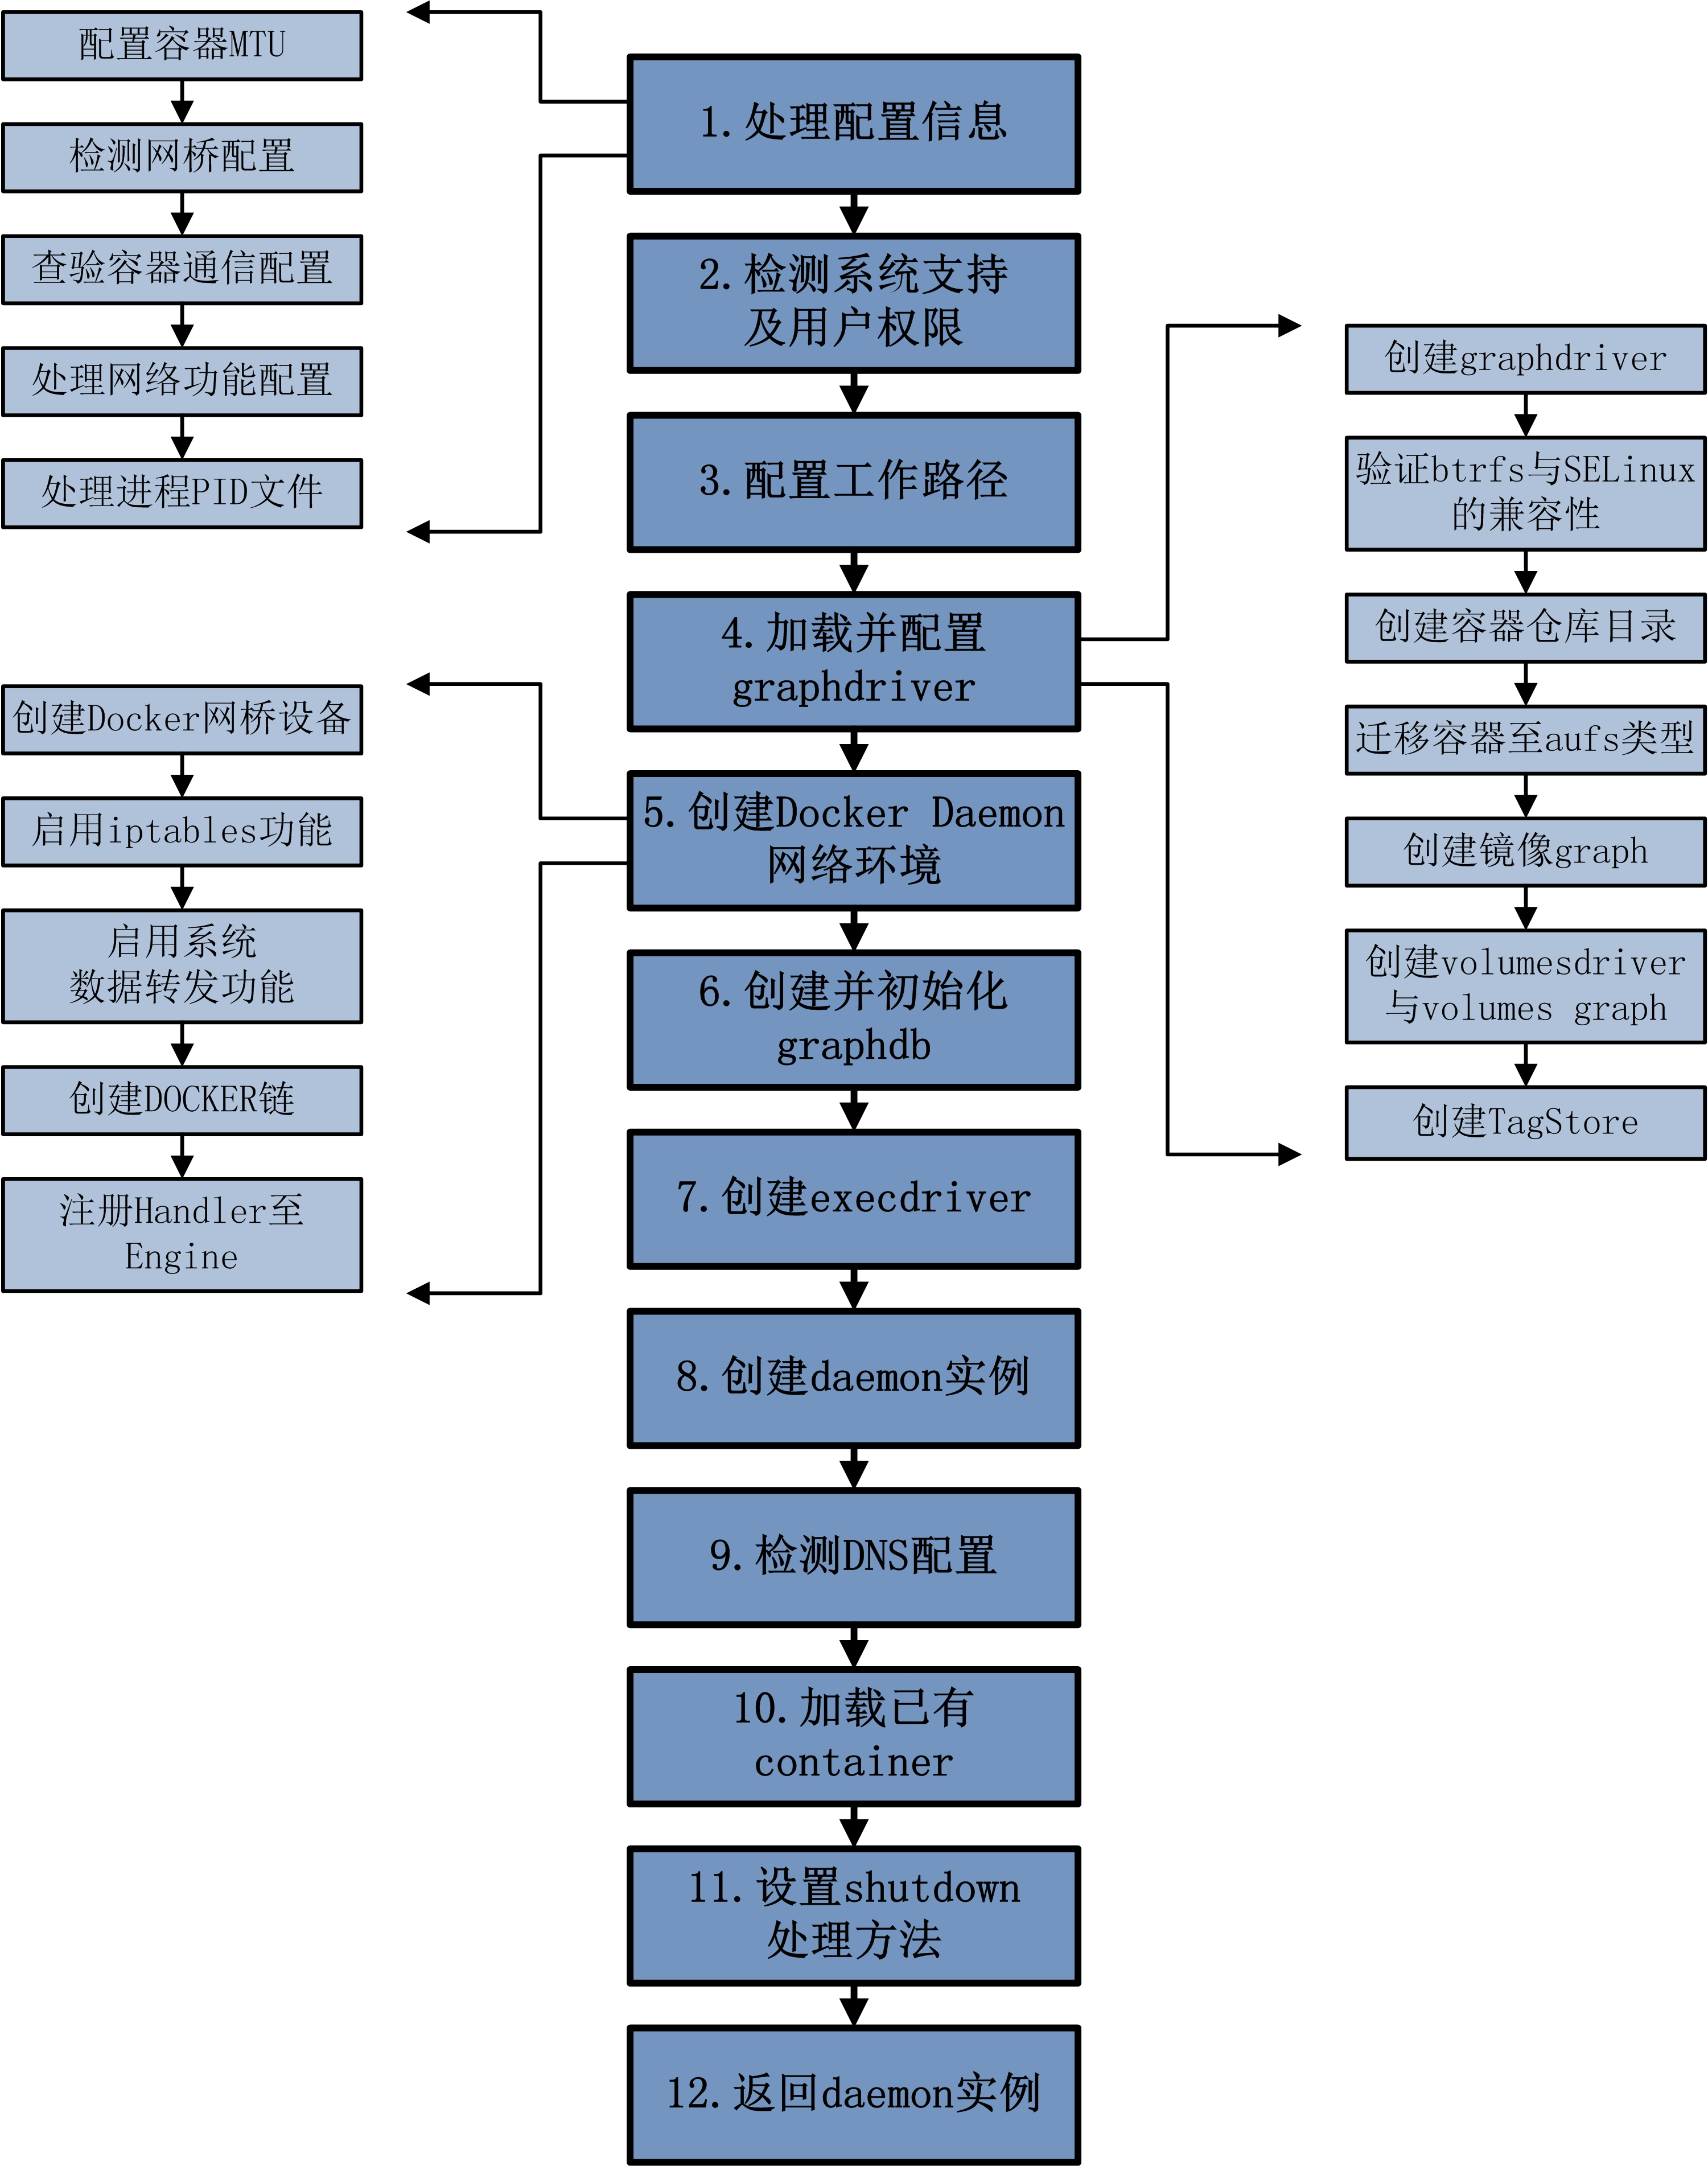 配置容器MTU
检测网桥配置
查验容器通信配置
处理网络功能配置
处理进程PID文件
创建Docker网桥设备
启用iptables功能
启用系统
数据转发功能
创建DOCKER链
注册Handler至
Engine
1.处理配置信息
2.检测系统支持
及用户权限
3.配置工作路径
4.加载并配置
graphdriver
5.创建Docker Daemon
网络环境
6.创建并初始化
graphdb
7.创建execdriver
8.创建daemon实例
9.检测DNS配置
10.加载已有
container
11.设置shutdown
处理方法
12.返回daemon实例
创建graphdriver
验证btrfs与SELinux
的兼容性
创建容器仓库目录
迁移容器至aufs类型
创建镜像graph
创建volumesdriver
与volumes graph
创建TagStore